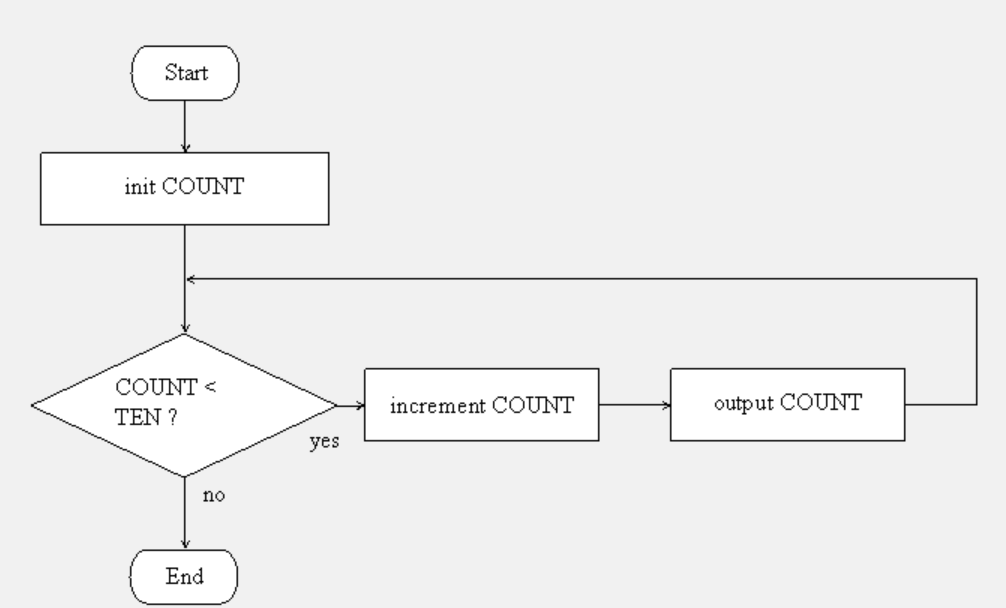 Start
init COUNT
COUNT <
TEN ?
yes
increment COUNT
output COUNT
no
End